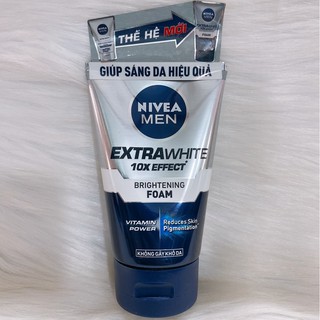 THẾ HỆ MỚI
GIÚP SÁNG DA HIỆU QUẢ
NIVEA
MEN
EXTRAWHITE
10X EFFECT
BRIGHTENING
FOAM
VITAMIN Reduces Skin
POWER Pigmentation
KHÔNG GÂY KHÔ DA